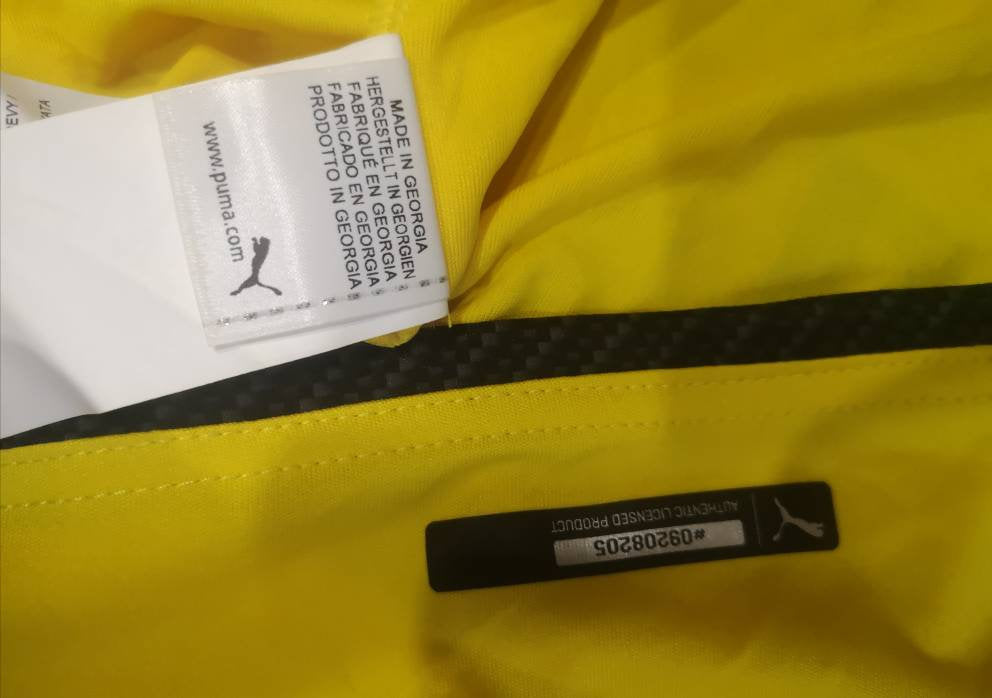 MADE IN GEORGIA
HERGESTELLT IN GEORGIEN
FABRIQUÉ EN GEORGIA
FABRICADO EN GEORGIA
PRODOTTO IN GEORGIA
www.puma.com
AUTHENTIC LICENSED PRODUCT
#09208205